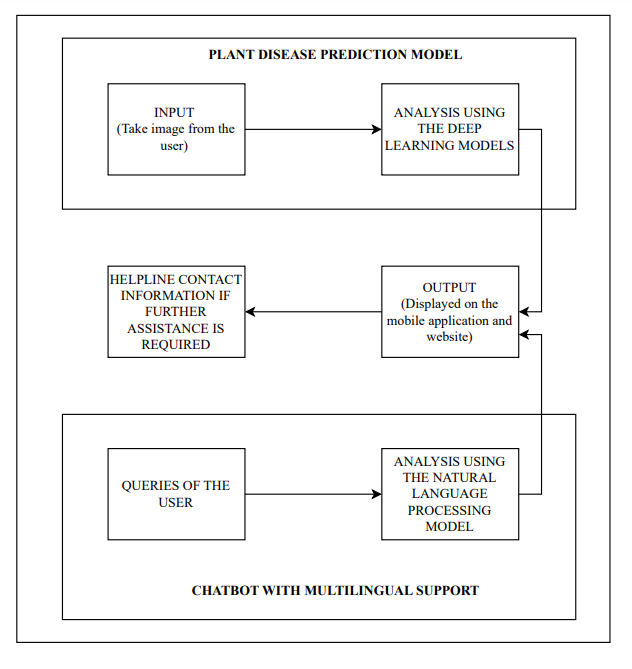 PLANT DISEASE PREDICTION MODEL
INPUT
(Take image from the
user)
ANALYSIS USING
THE DEEP
LEARNING MODELS
HELPLINE CONTACT
INFORMATION IF
FURTHER
ASSISTANCE IS
REQUIRED
OUTPUT
(Displayed on the
mobile application and
website)
QUERIES OF THE
USER
ANALYSIS USING
THE NATURAL
LANGUAGE
PROCESSING
MODEL
CHATBOT WITH MULTILINGUAL SUPPORT